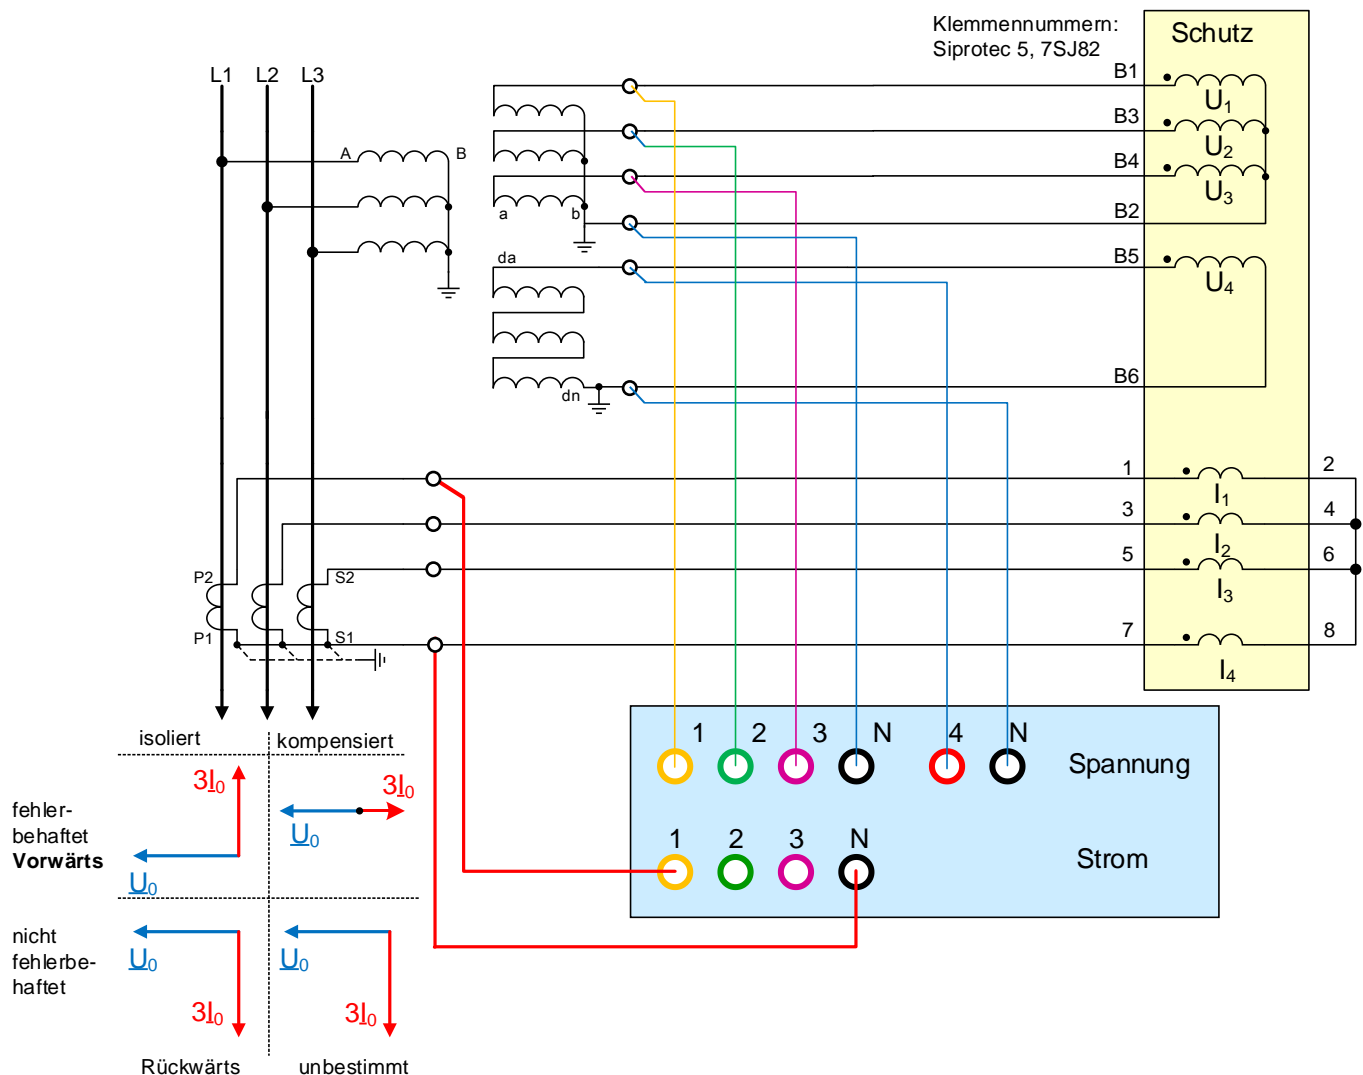 Klemmennummern:
Siprotec 5, 7SJ82
Schutz
L1 L2 L3
B1
U1
B3
U2
A B
B4
U3
a b
B2
da
B5
U4
B6
dn
1 2
I1
3 4
I2
5 6
I3
P2 S2
P1 S1
7 8
I4
isoliert kompensiert
1 2 3 N 4 N
Spannung
3I0 3I0
fehler-
behaftet
Vorwärts
U0
U0
1 2 3 N
Strom
nicht
fehlerbe-
haftet
U0 U0
3I0 3I0
Rückwärts unbestimmt